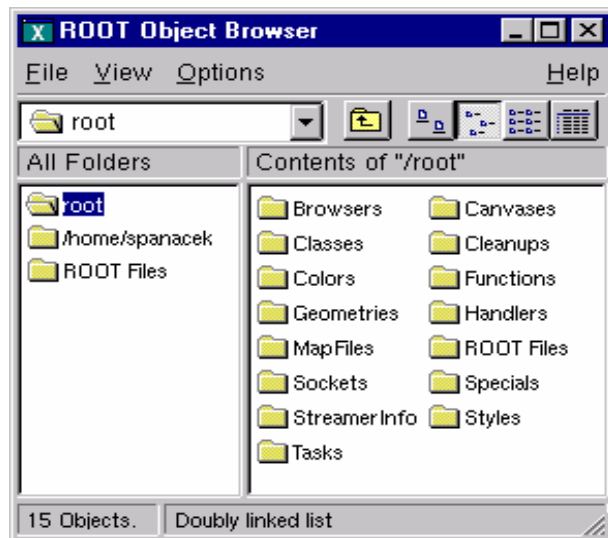 X ROOT Object Browser
File View Options Help
root
All Folders Contents of "/root"
root
/home/spanacek
ROOT Files
Browsers Canvases
Classes Cleanups
Colors Functions
Geometries Handlers
MapFiles ROOT Files
Sockets Specials
StreamerInfo Styles
Tasks
15 Objects. Doubly linked list